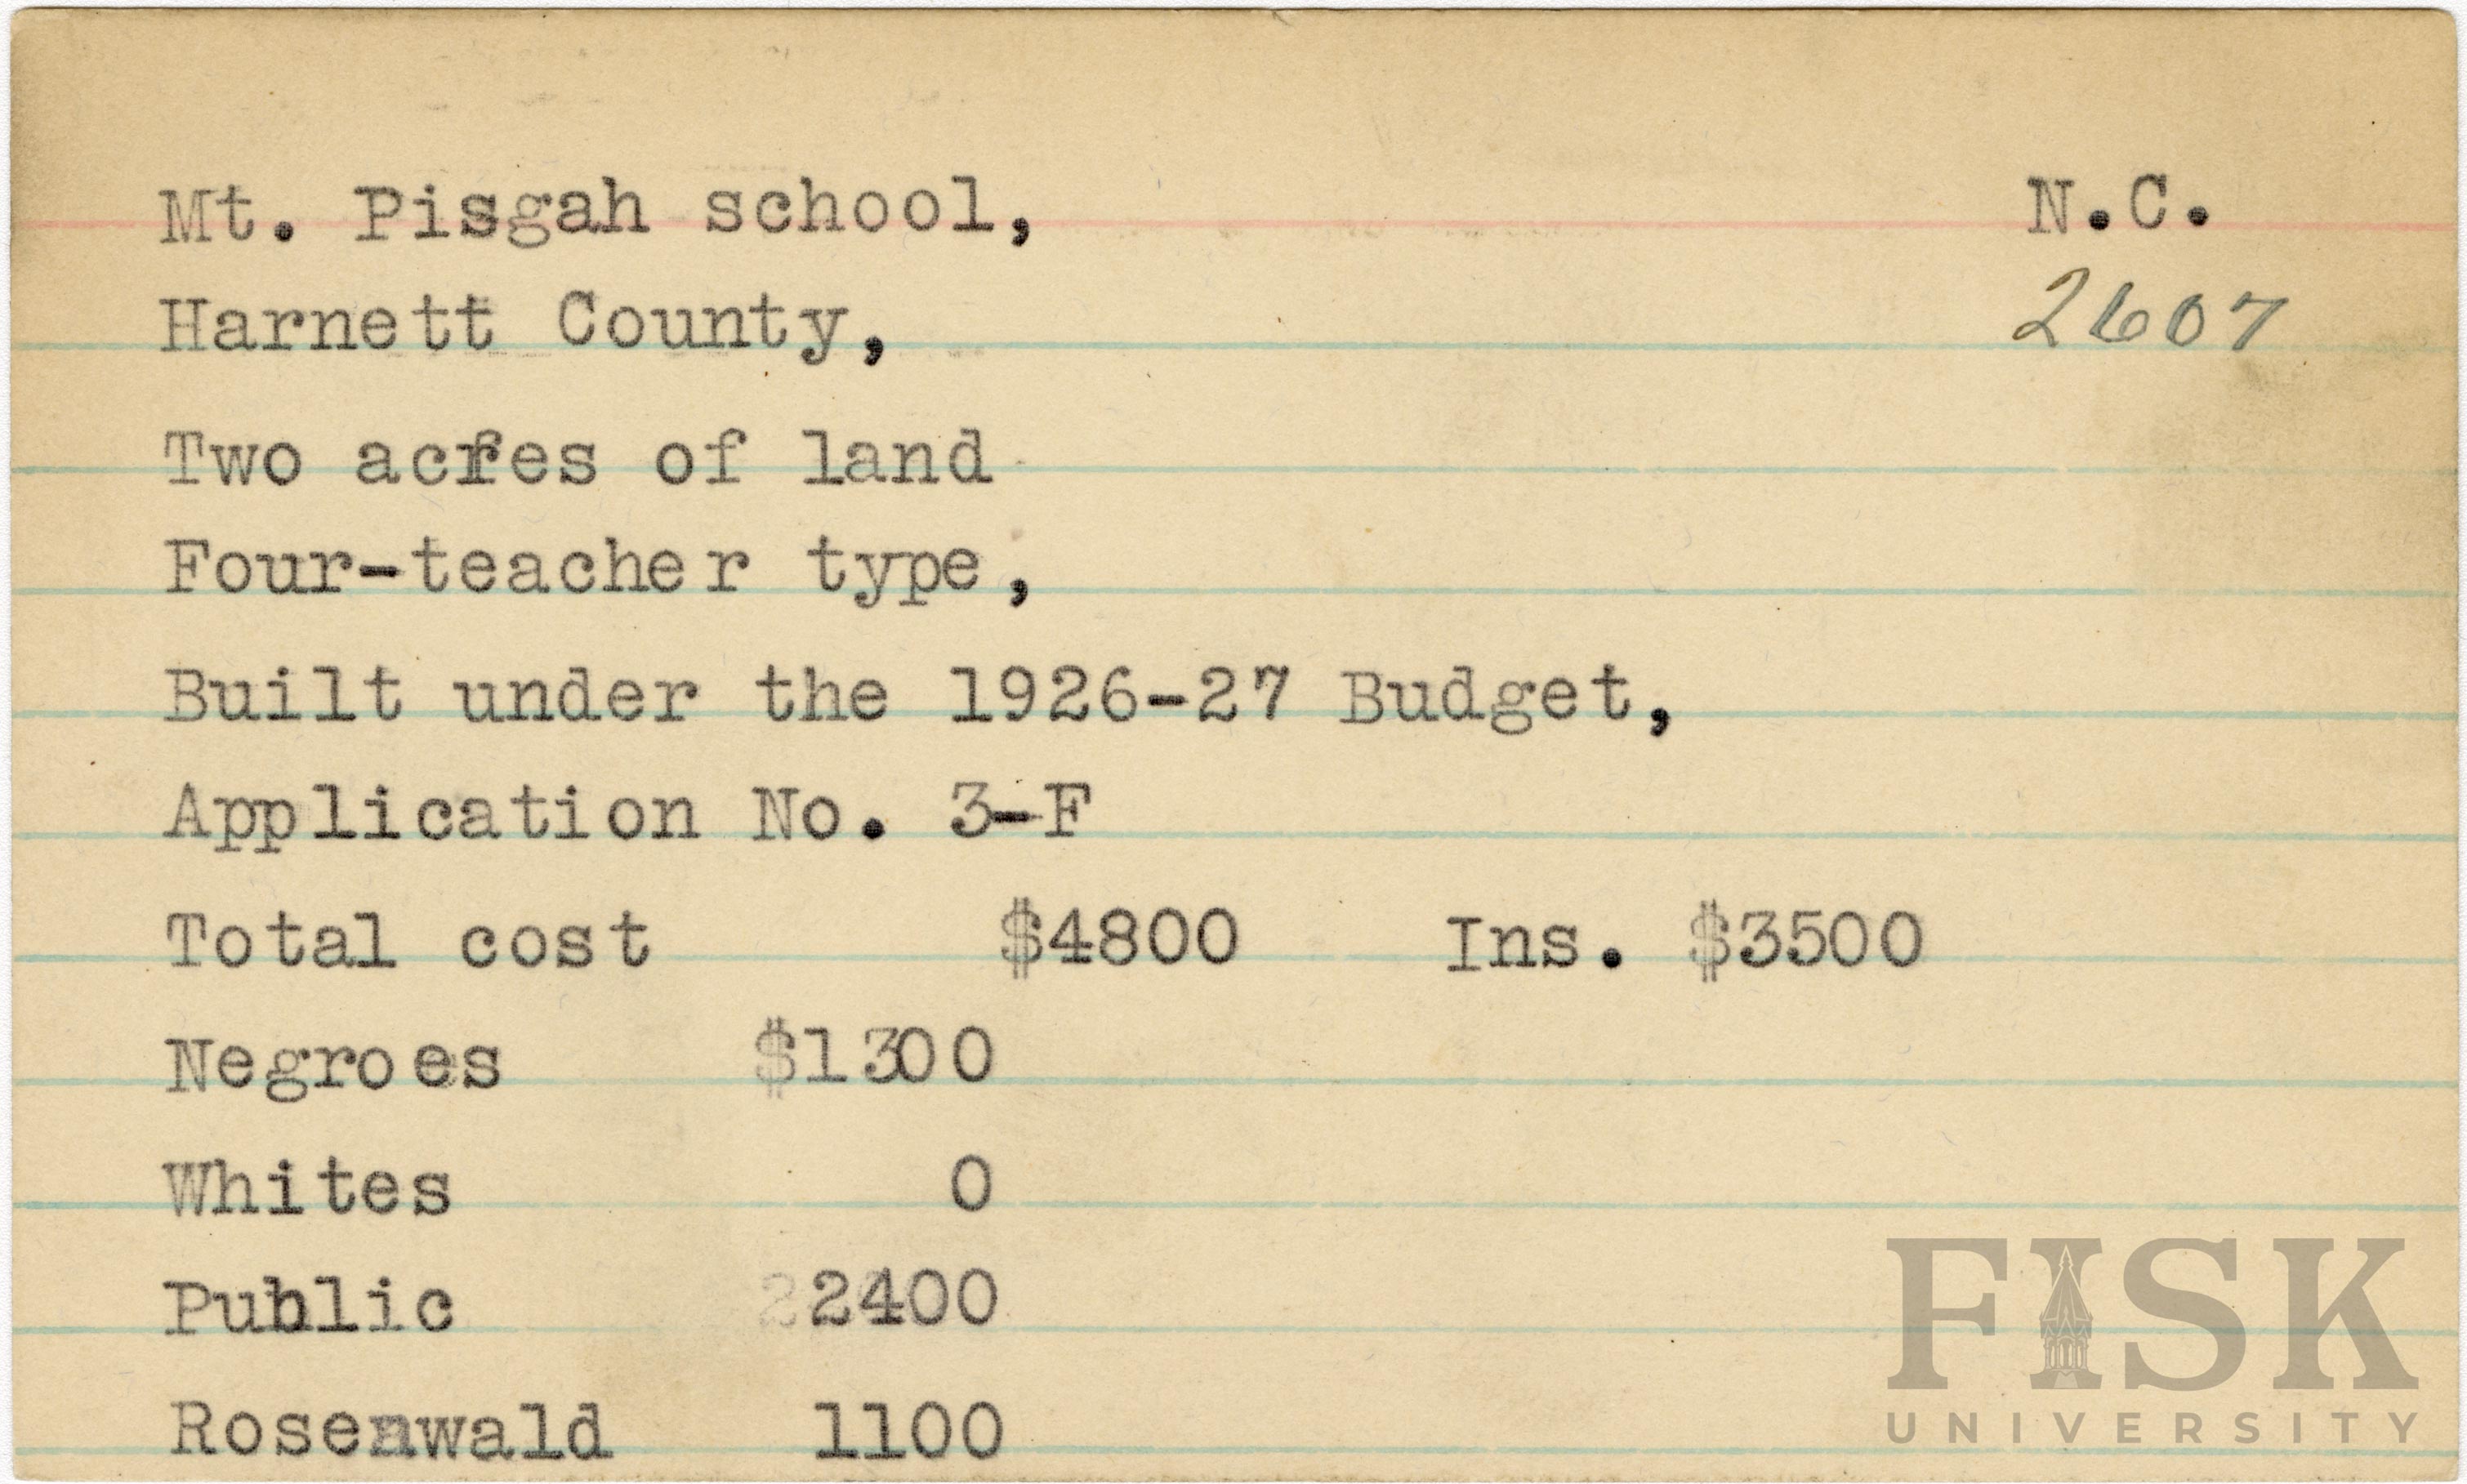 Mt. Pisgah school, N.C.
Harnett County, 2607
Two acres of land
Four-teacher type,
Built under the 1926-27 Budget,
Application No. 3-F
Total cost $4800 Ins. $3500
Negroes $1300
Whites 0
Public 2400
Rosenwald 1100
FISK
UNIVERSITY